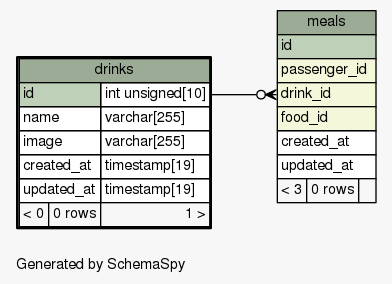 drinks
id int unsigned[10]
name varchar[255]
image varchar[255]
created_at timestamp[19]
updated_at timestamp[19]
< 0 0 rows 1 >
meals
id
passenger_id
drink_id
food_id
created_at
updated_at
< 3 0 rows
Generated by SchemaSpy